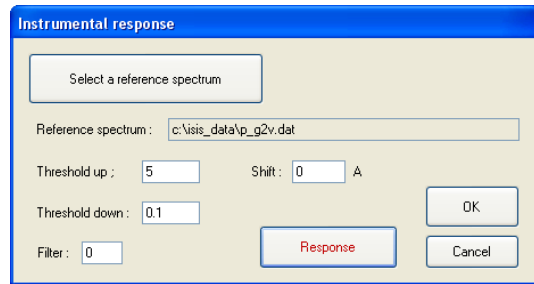 Instrumental response
Select a reference spectrum
Reference spectrum : c:\isis_data\p_g2v.dat
Threshold up ; 5 Shift : 0 A
Threshold down : 0.1 OK
Filter : 0 Response Cancel